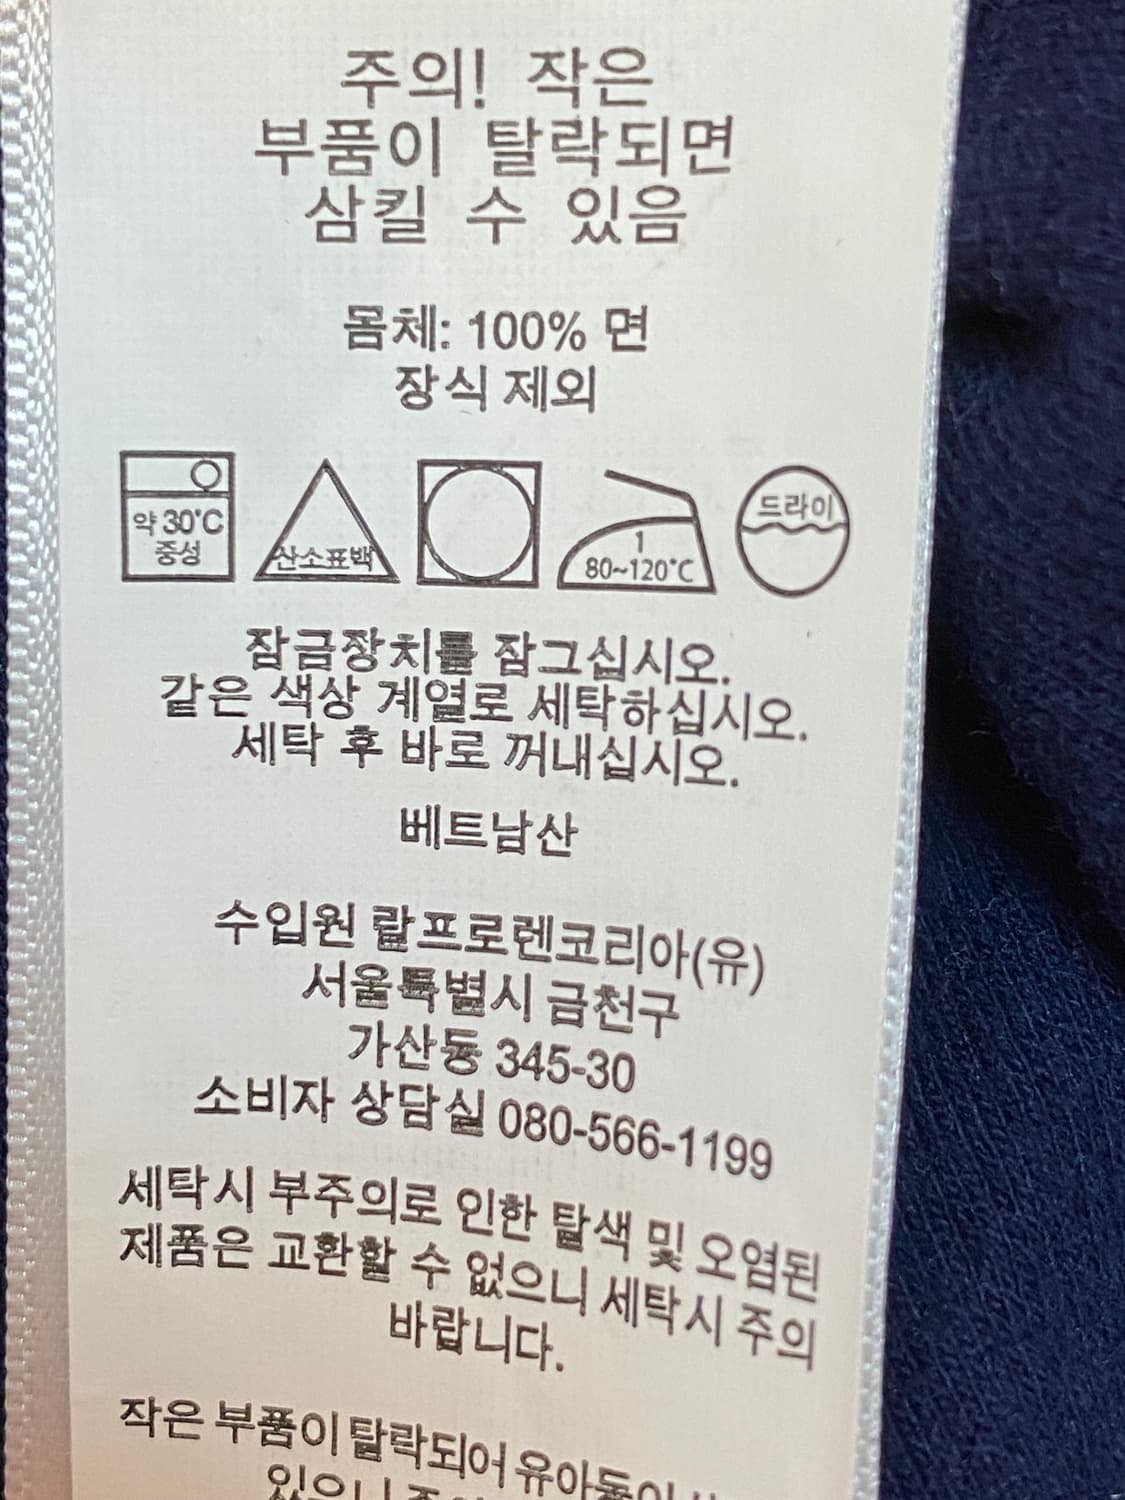 주의! 작은
부품이 탈락되면
삼킬 수 있음
몸체: 100% 면
장식 제외
약 30°C
중성
산소표백
1
80~120°C
드라이
잠금장치를 잠그십시오.
같은 색상 계열로 세탁하십시오.
세탁 후 바로 꺼내십시오.
베트남산
수입원 랄프로렌코리아(유)
서울특별시 금천구
가산동 345-30
소비자 상담실 080-566-1199
세탁시 부주의로 인한 탈색 및 오염된
제품은 교환할 수 없으니 세탁시 주의
바랍니다.
작은 부품이 탈락되어 유아동이
있으니